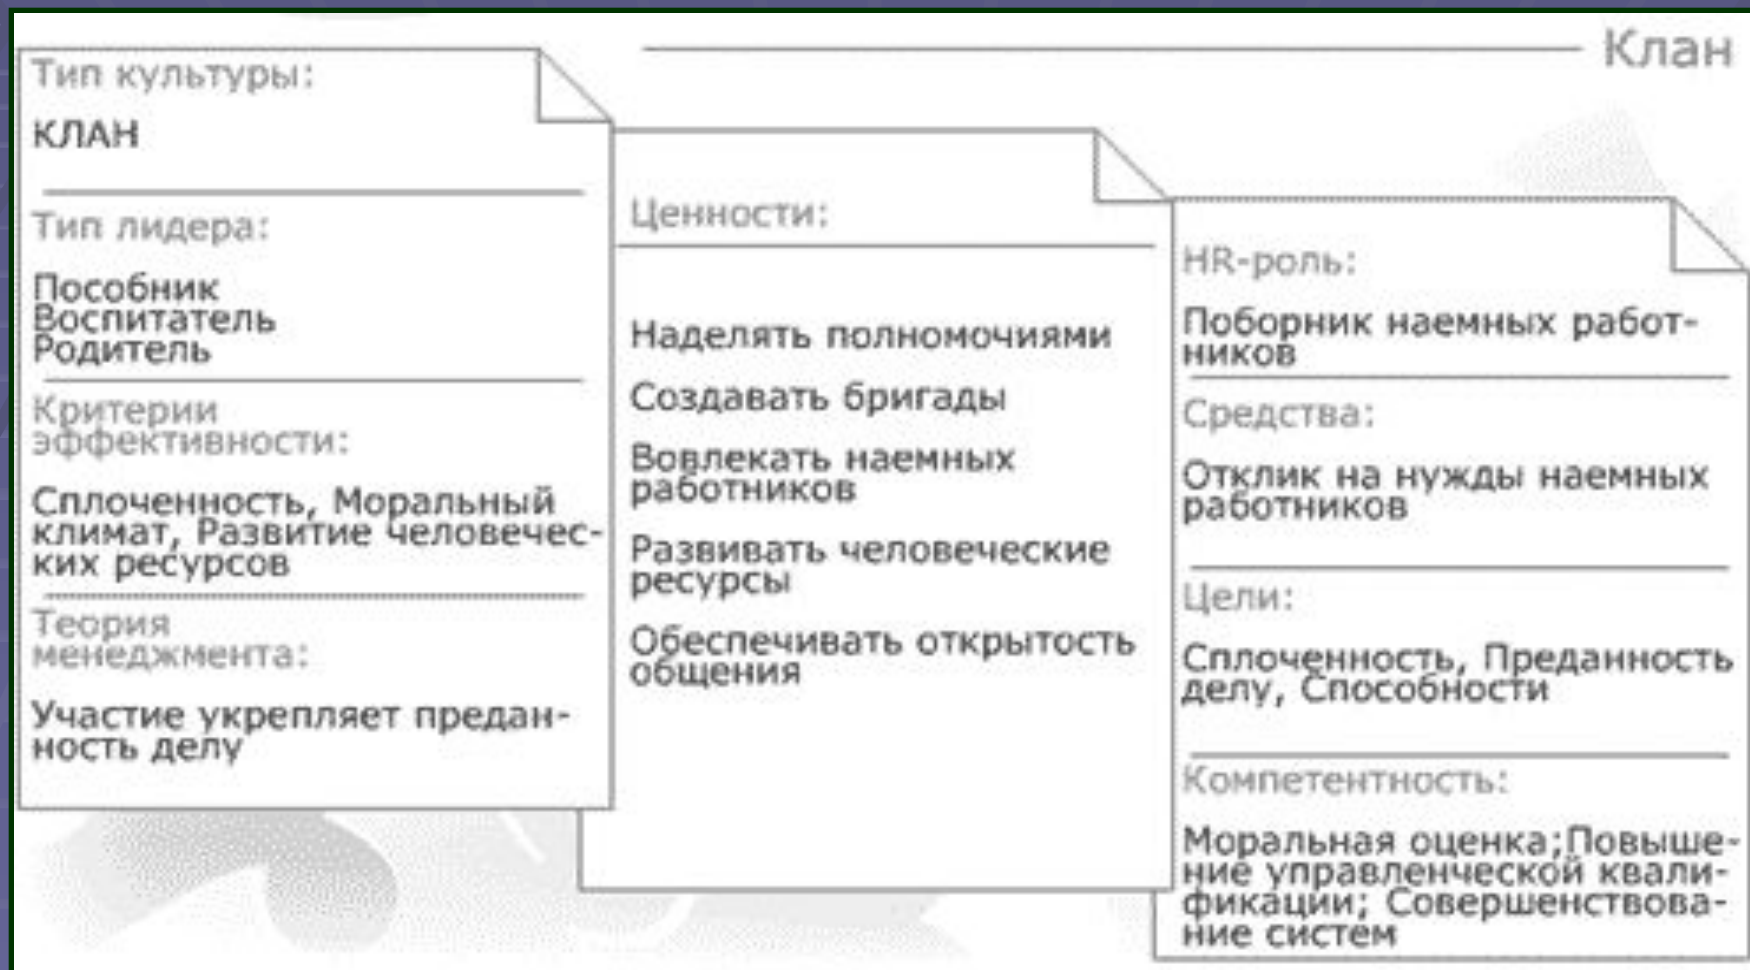 Клан
Тип культуры:
КЛАН
Тип лидера:
Пособник
Воспитатель
Родитель
Критерии
эффективности:
Сплоченность, Моральный
климат, Развитие человечес-
ких ресурсов
Теория
менеджмента:
Участие укрепляет предан-
ность делу
Ценности:
Наделять полномочиями
Создавать бригады
Вовлекать наемных
работников
Развивать человеческие
ресурсы
Обеспечивать открытость
общения
HR-роль:
Поборник наемных работ-
ников
Средства:
Отклик на нужды наемных
работников
Цели:
Сплоченность, Преданность
делу, Способности
Компетентность:
Моральная оценка;Повыше-
ние управленческой квали-
фикации; Совершенствова-
ние систем